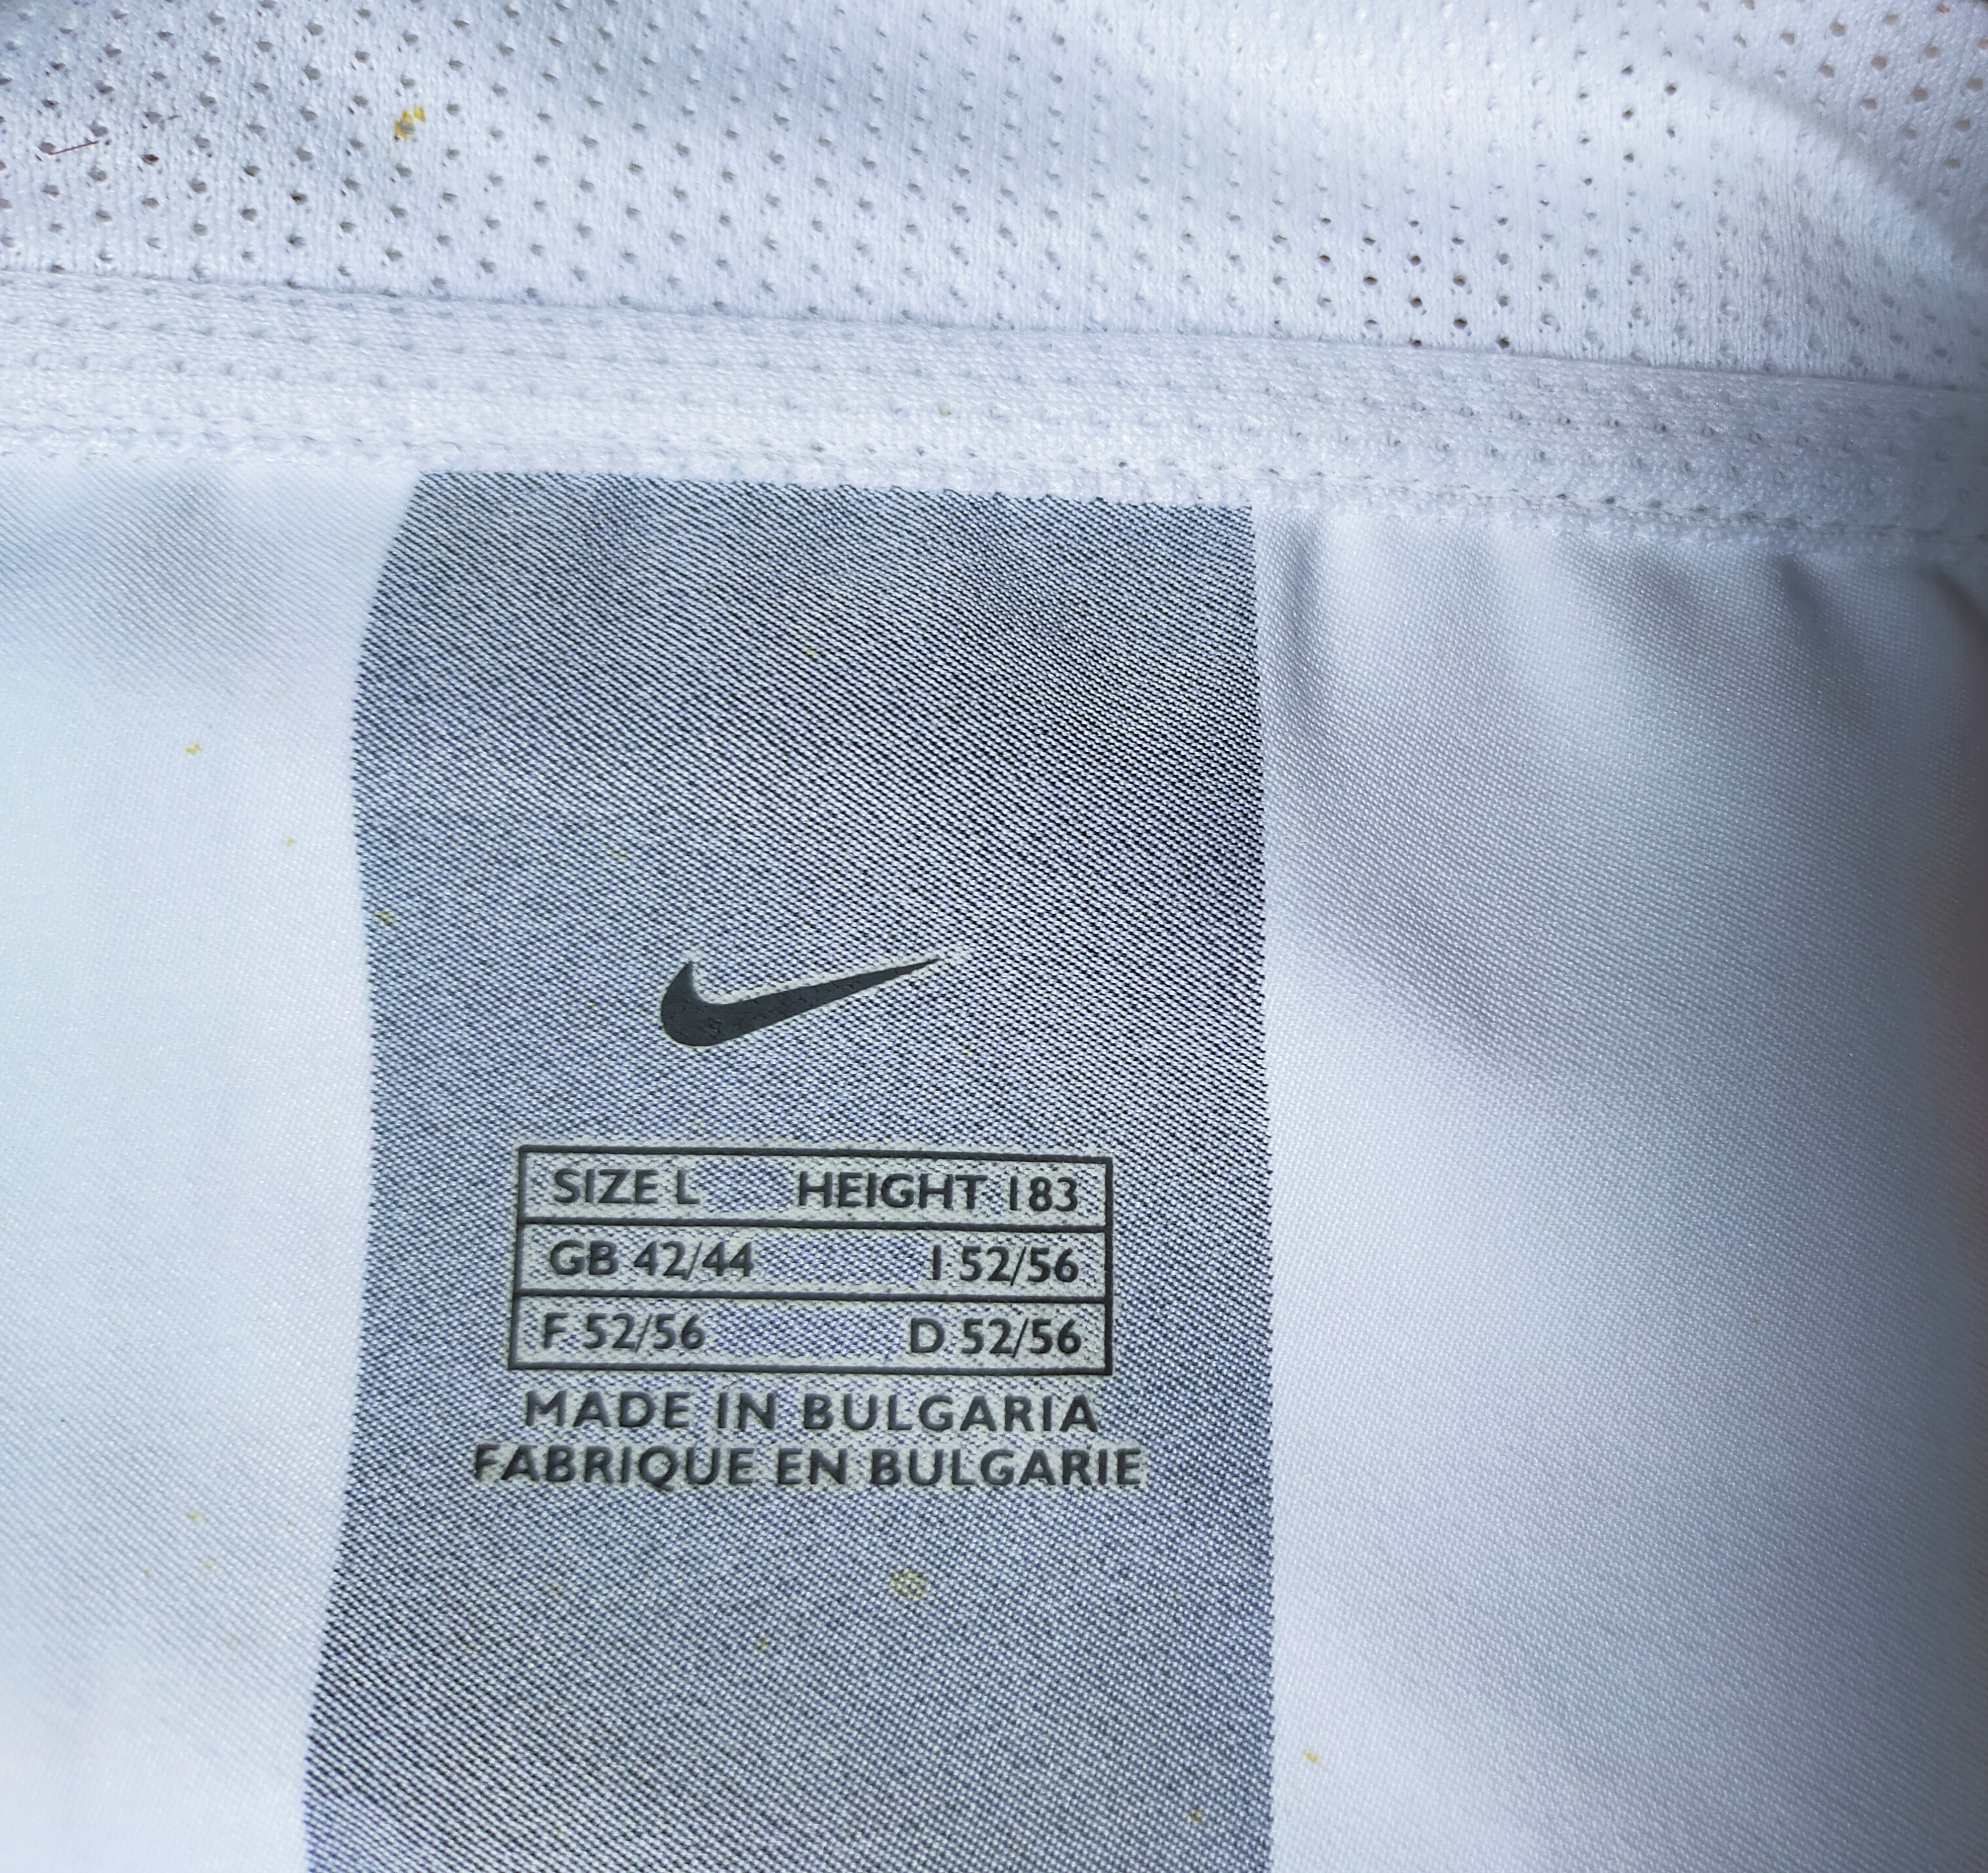 SIZE L HEIGHT 183
GB 42/44 I 52/56
F 52/56 D 52/56
MADE IN BULGARIA
FABRIQUE EN BULGARIE